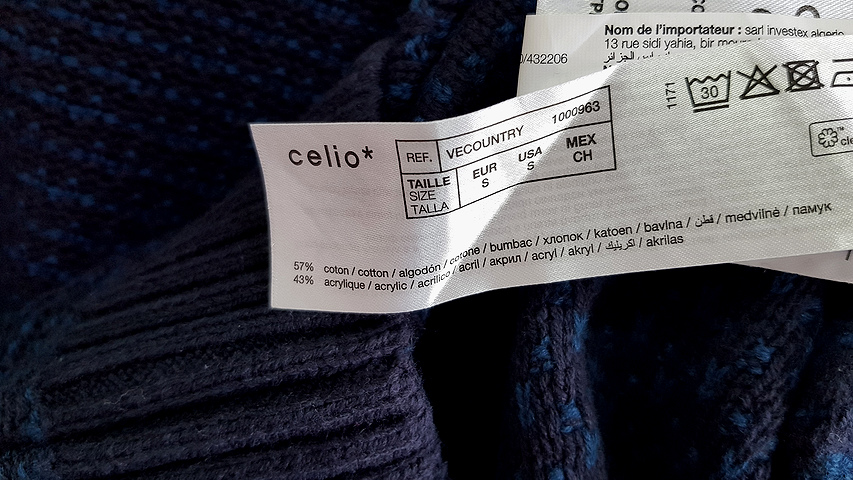 Nom de l'importateur : sarl investex algerie
13 rue sidi yahia, bir
الجزائر
/432206
1171
30
celio*
REF. VECOUNTRY 1000963
TAILLE EUR USA MEX
SIZE S S CH
TALLA
57% coton / cotton / algodón / cotone / bumbac / хлопок / katoen / bavlna / قطن / medvilnė / памук
43% acrylique / acrylic / acrílico / acril / акрил / acryl / akryl / اكريليك / akrilas